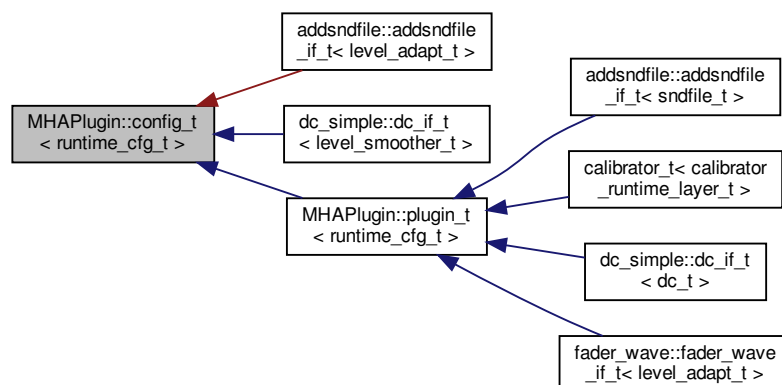 addsndfile::addsndfile
_if_t< level_adapt_t >
addsndfile::addsndfile
_if_t< sndfile_t >
MHAPlugin::config_t
< runtime_cfg_t >
dc_simple::dc_if_t
< level_smoother_t >
calibrator_t< calibrator
_runtime_layer_t >
MHAPlugin::plugin_t
< runtime_cfg_t >
dc_simple::dc_if_t
< dc_t >
fader_wave::fader_wave
_if_t< level_adapt_t >